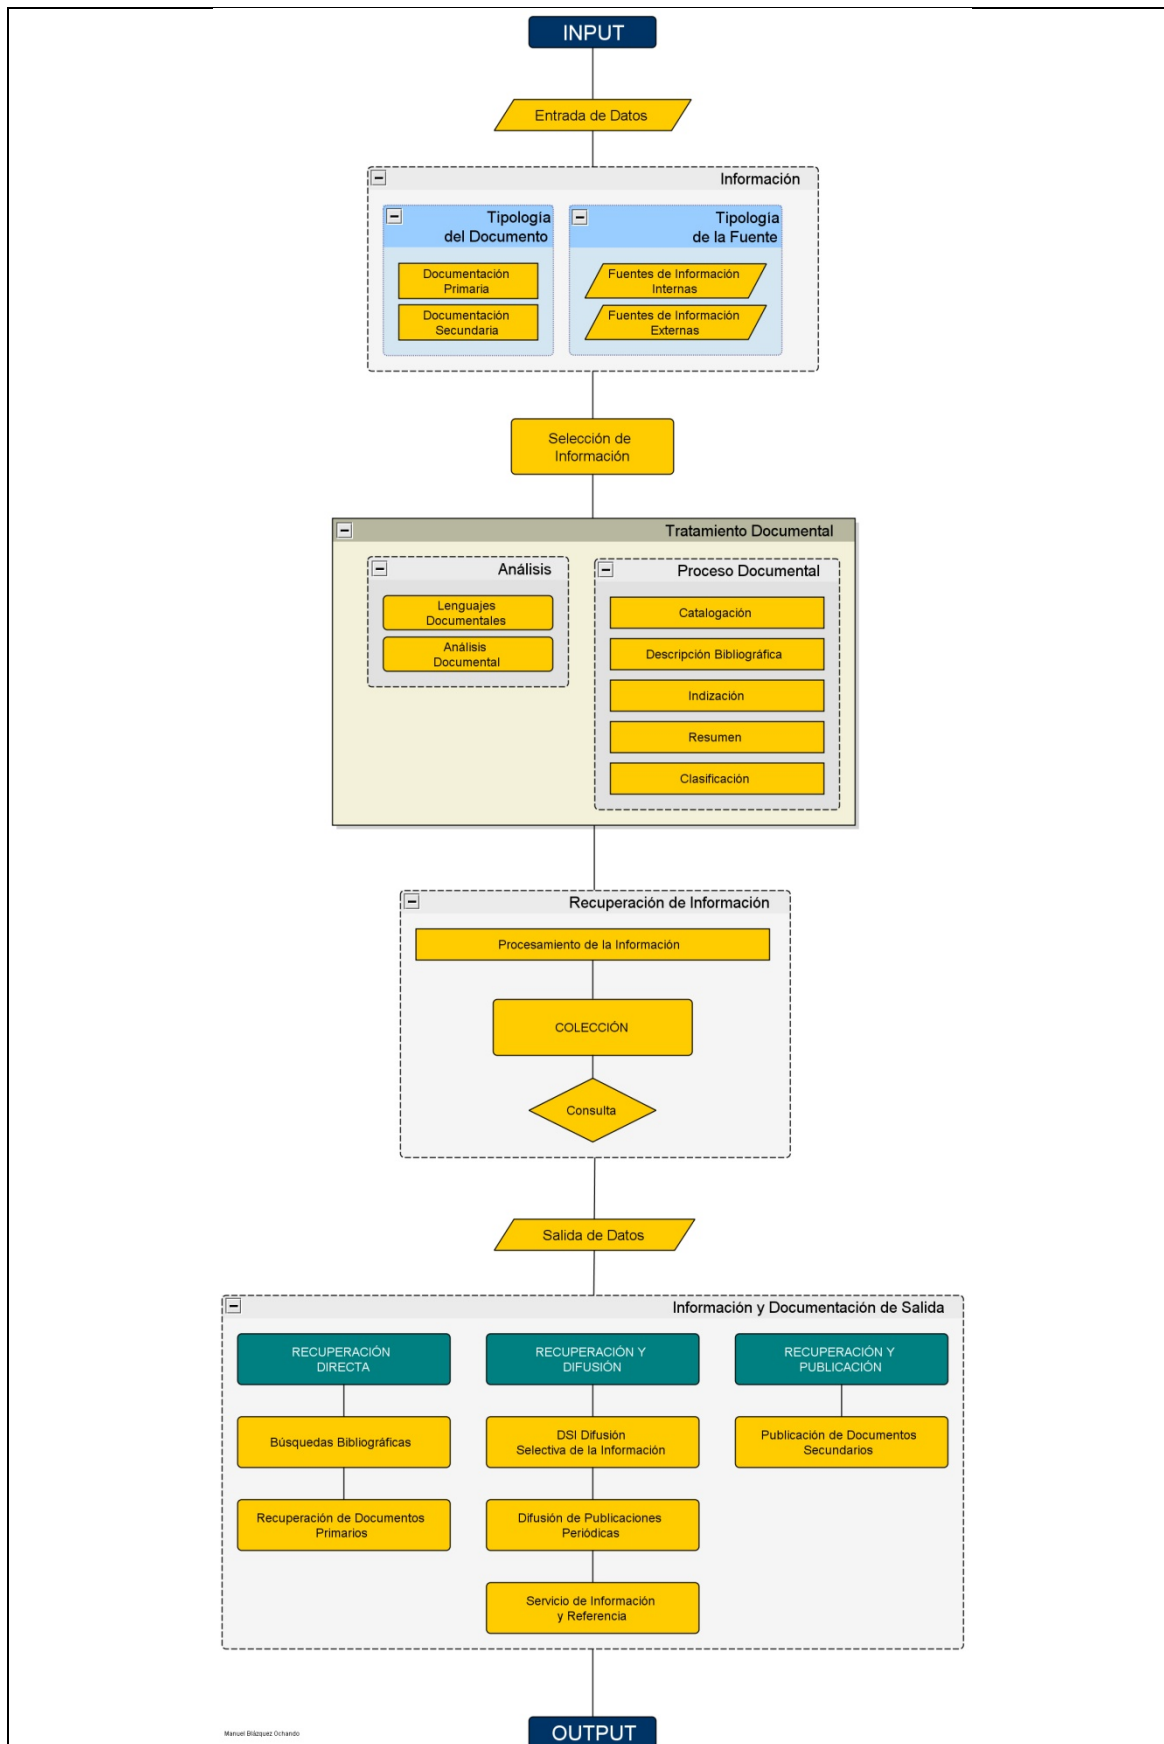 INPUT
Entrada de Datos
Información
Tipología
del Documento
Documentación
Primaria
Documentación
Secundaria
Tipología
de la Fuente
Fuentes de Información
Internas
Fuentes de Información
Externas
Selección de
Información
Tratamiento Documental
Análisis
Lenguajes
Documentales
Análisis
Documental
Proceso Documental
Catalogación
Descripción Bibliográfica
Indización
Resumen
Clasificación
Recuperación de Información
Procesamiento de la Información
COLECCIÓN
Consulta
Salida de Datos
Información y Documentación de Salida
RECUPERACIÓN
DIRECTA
Búsquedas Bibliográficas
Recuperación de Documentos
Primarios
RECUPERACIÓN Y
DIFUSIÓN
DSI Difusión
Selectiva de la Información
Difusión de Publicaciones
Periódicas
Servicio de Información
y Referencia
RECUPERACIÓN Y
PUBLICACIÓN
Publicación de Documentos
Secundarios
Manuel Blázquez Ochando
OUTPUT